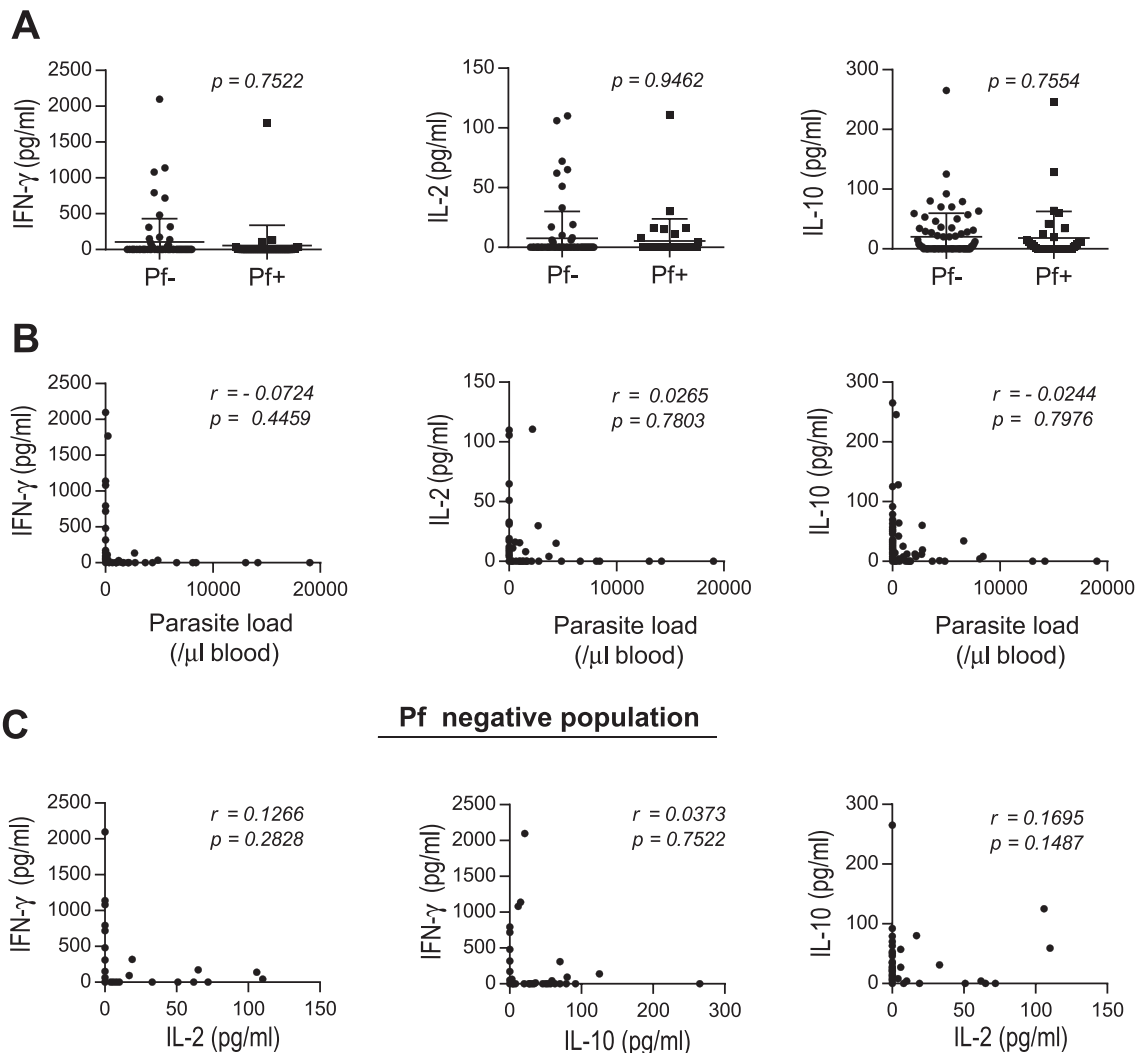 A
IFN-γ (pg/ml)
2500
2000
1500
1000
500
0
p = 0.7522
Pf-
Pf+
IL-2 (pg/ml)
150
100
50
0
p = 0.9462
Pf-
Pf+
IL-10 (pg/ml)
300
200
100
0
p = 0.7554
Pf-
Pf+
B
IFN-γ (pg/ml)
2500
2000
1500
1000
500
0
r = - 0.0724
p = 0.4459
0
10000
20000
Parasite load
(/μl blood)
IL-2 (pg/ml)
150
100
50
0
r = 0.0265
p = 0.7803
0
10000
20000
Parasite load
(/μl blood)
IL-10 (pg/ml)
300
200
100
0
r = -0.0244
p = 0.7976
0
10000
20000
Parasite load
(/μl blood)
C
Pf negative population
IFN-γ (pg/ml)
2500
2000
1500
1000
500
0
r = 0.1266
p = 0.2828
0
50
100
150
IL-2 (pg/ml)
IFN-γ (pg/ml)
2500
2000
1500
1000
500
0
r = 0.0373
p = 0.7522
0
100
200
300
IL-10 (pg/ml)
IL-10 (pg/ml)
300
200
100
0
r = 0.1695
p = 0.1487
0
50
100
150
IL-2 (pg/ml)